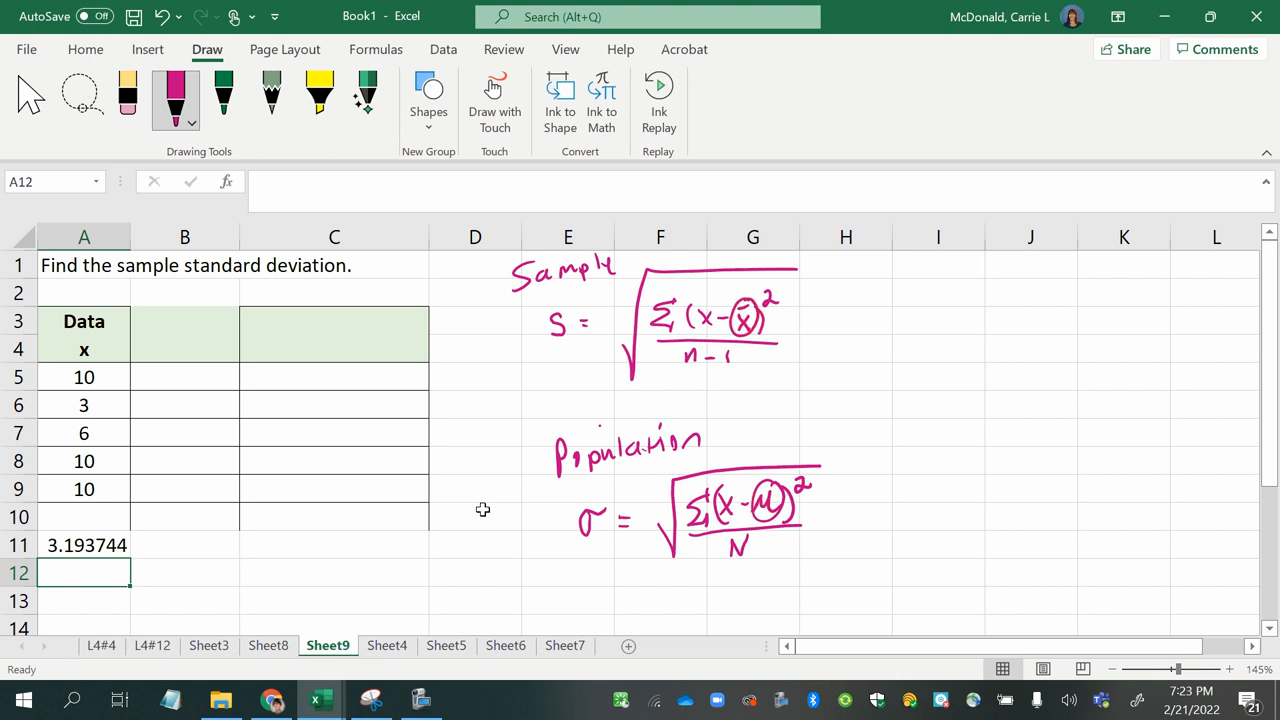 AutoSave Off Book1 - Excel Search (Alt+Q) McDonald, Carrie L
File Home Insert Draw Page Layout Formulas Data Review View Help Acrobat Share Comments
Shapes Draw with Touch Ink to Shape Ink to Math Ink Replay
Drawing Tools New Group Touch Convert Replay
A12 fx
A B C D E F G H I J K L
1 Find the sample standard deviation.
Sample
2
3 Data
S = √ Σ(x-x̄)²
n-1
4 x
5 10
6 3
7 6
Population
8 10
9 10
σ = √ Σ(x-μ)²
N
10
11 3.193744
12
13
14
L4#4 L4#12 Sheet3 Sheet8 Sheet9 Sheet4 Sheet5 Sheet6 Sheet7
Ready 145%
7:23 PM
2/21/2022
21